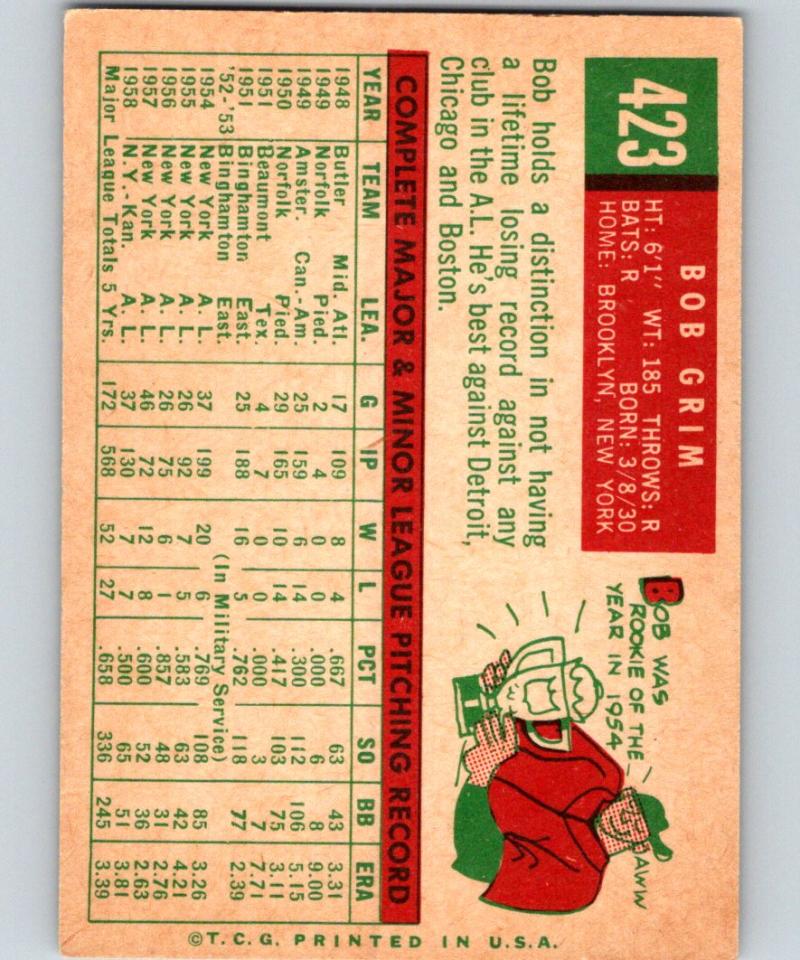 423
BOB GRIM
HT: 6'1" WT: 185 THROWS: R
BATS: R BORN: 3/8/30
HOME: BROOKLYN, NEW YORK
BOB WAS
ROOKIE OF THE
YEAR IN 1954
AWIN
Bob holds a distinction in not having
a lifetime losing record against any
club in the A.L. He's best against Detroit,
Chicago and Boston.
COMPLETE MAJOR & MINOR LEAGUE PITCHING RECORD
YEAR TEAM LEA. G IP W L PCT SO BB ERA
1948 Butler Mid. Atl. 17 109 8 4 .667 63 43 3.31
1949 Norfolk Pied. 2 4 0 0 .000 6 8 9.00
1949 Amster. Can.-Am. 25 159 6 14 .300 112 106 5.15
1950 Norfolk Pied. 29 165 10 14 .417 103 75 3.11
1951 Beaumont Tex. 4 7 0 0 .000 3 7 7.71
1951 Binghamton East. 25 188 16 5 .762 118 77 2.39
'52-'53 Binghamton East. (In Military Service)
1954 New York A. L. 37 199 20 6 .769 108 85 3.26
1955 New York A. L. 26 92 7 5 .583 63 42 4.21
1956 New York A. L. 26 75 6 1 .857 48 31 2.76
1957 New York A. L. 46 72 12 8 .600 52 36 2.63
1958 N.Y.-Kan. A. L. 37 130 7 7 .500 65 51 3.81
Major League Totals 5 Yrs. 172 568 52 27 .658 336 245 3.39
©T.C.G. PRINTED IN U.S.A.